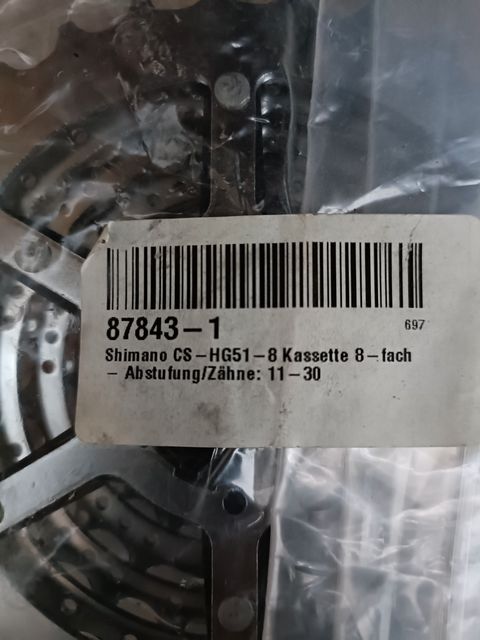 87843-1
697
Shimano CS-HG51-8 Kassette 8-fach
- Abstufung/Zähne: 11-30